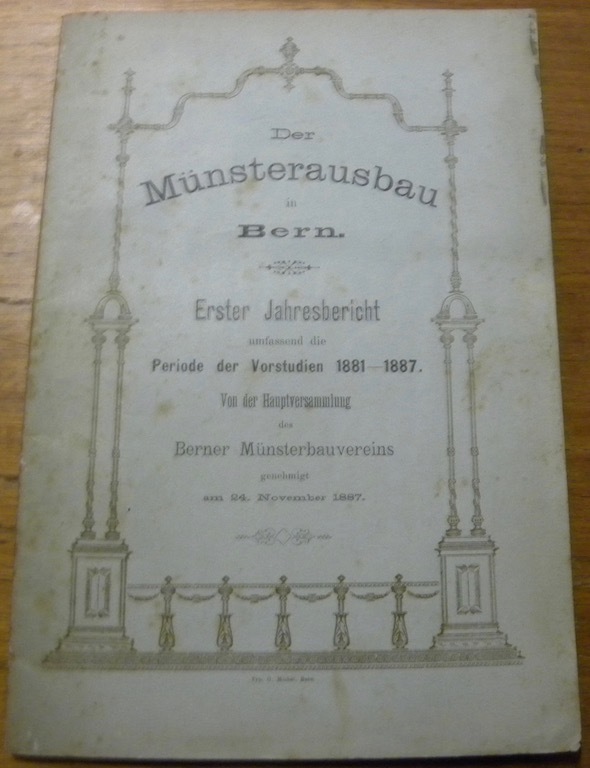 Der
Münsterausbau
in
Bern.
Erster Jahresbericht
umfassend die
Periode der Vorstudien 1881—1887.
Von der Hauptversammlung
des
Berner Münsterbauvereins
genehmigt
am 24. November 1887.
Bern